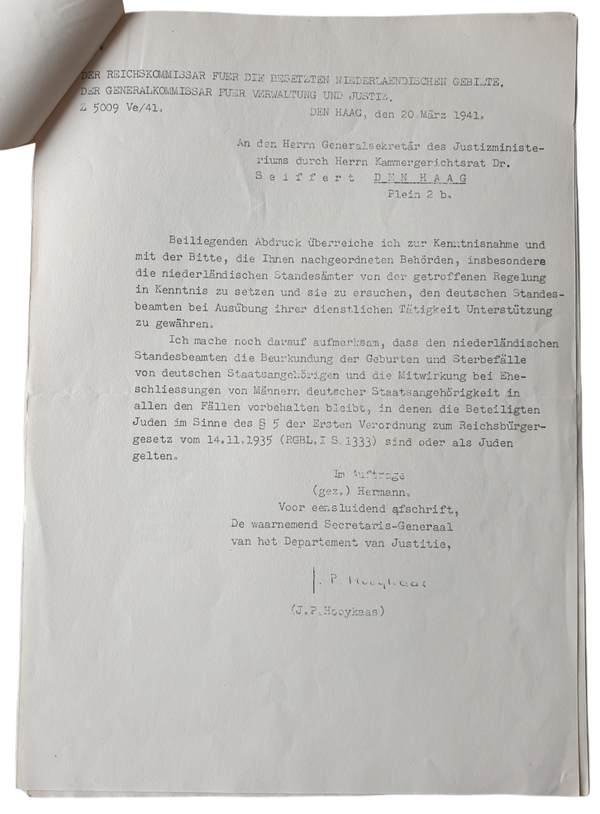 DER REICHSKOMMISSAR FUER DIE BESETZTEN NIEDERLAENDISCHEN GEBIETE.
DER GENERALKOMMISSAR FUER VERWALTUNG UND JUSTIZ.
Z 5009 Ve/41. DEN HAAG, den 20 März 1941.
An den Herrn Generalsekretär des Justizministe-
riums durch Herrn Kammergerichtsrat Dr.
S e i f f e r t D E N H A A G
Plein 2 b.
Beiliegenden Abdruck überreiche ich zur Kenntnisnahme und
mit der Bitte, die Ihnen nachgeordneten Behörden, insbesondere
die niederländischen Standesämter von der getroffenen Regelung
in Kenntnis zu setzen und sie zu ersuchen, den deutschen Standes-
beamten bei Ausübung ihrer dienstlichen Tätigkeit Unterstützung
zu gewähren.
Ich mache noch darauf aufmerksam, dass den niederländischen
Standesbeamten die Beurkundung der Geburten und Sterbefälle
von deutschen Staatsangehörigen und die Mitwirkung bei Ehe-
schliessungen von Männern deutscher Staatsangehörigkeit in
allen den Fällen vorbehalten bleibt, in denen die Beteiligten
Juden im Sinne des § 5 der Ersten Verordnung zum Reichsbürger-
gesetz vom 14.11.1935 (RGBL.I S.1333) sind oder als Juden
gelten.
Im Auftrage
(gez.) Hermann.
Voor eensluidend afschrift,
De waarnemend Secretaris-Generaal
van het Departement van Justitie,
J. P. Hooykaas
(J.P.Hooykaas)